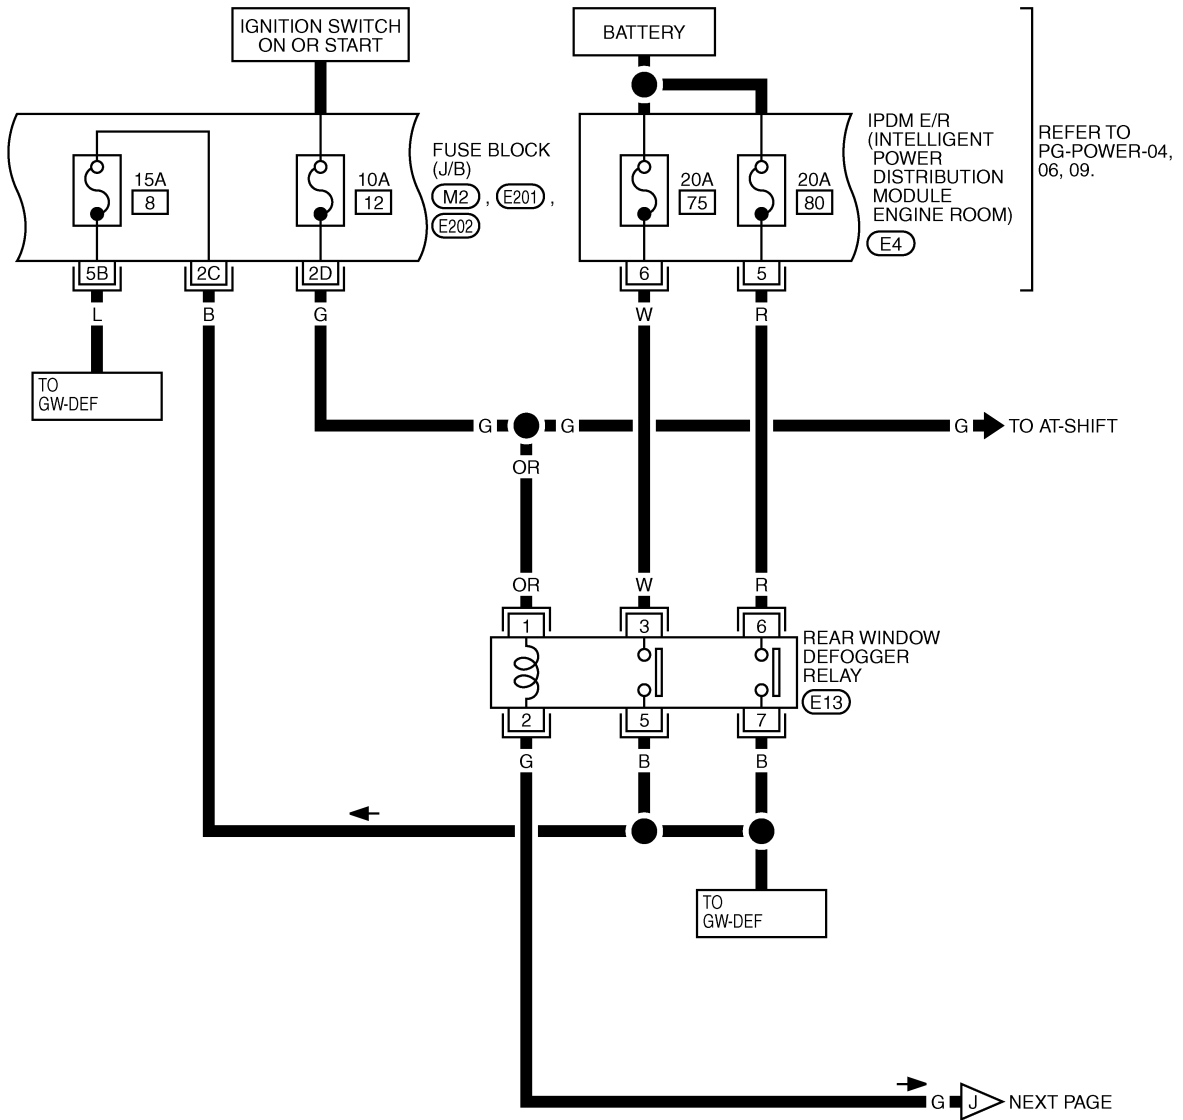 IGNITION SWITCH
ON OR START
BATTERY
FUSE BLOCK
(J/B)
M2 , E201 ,
E202
IPDM E/R
(INTELLIGENT
POWER
DISTRIBUTION
MODULE
ENGINE ROOM)
E4
REFER TO
PG-POWER-04,
06, 09.
15A
8
10A
12
20A
75
20A
80
5B
2C
2D
6
5
L
B
G
W
R
TO
GW-DEF
G
G
G
TO AT-SHIFT
OR
OR
W
R
1
3
6
REAR WINDOW
DEFOGGER
RELAY
E13
2
5
7
G
B
B
TO
GW-DEF
G
J
NEXT PAGE